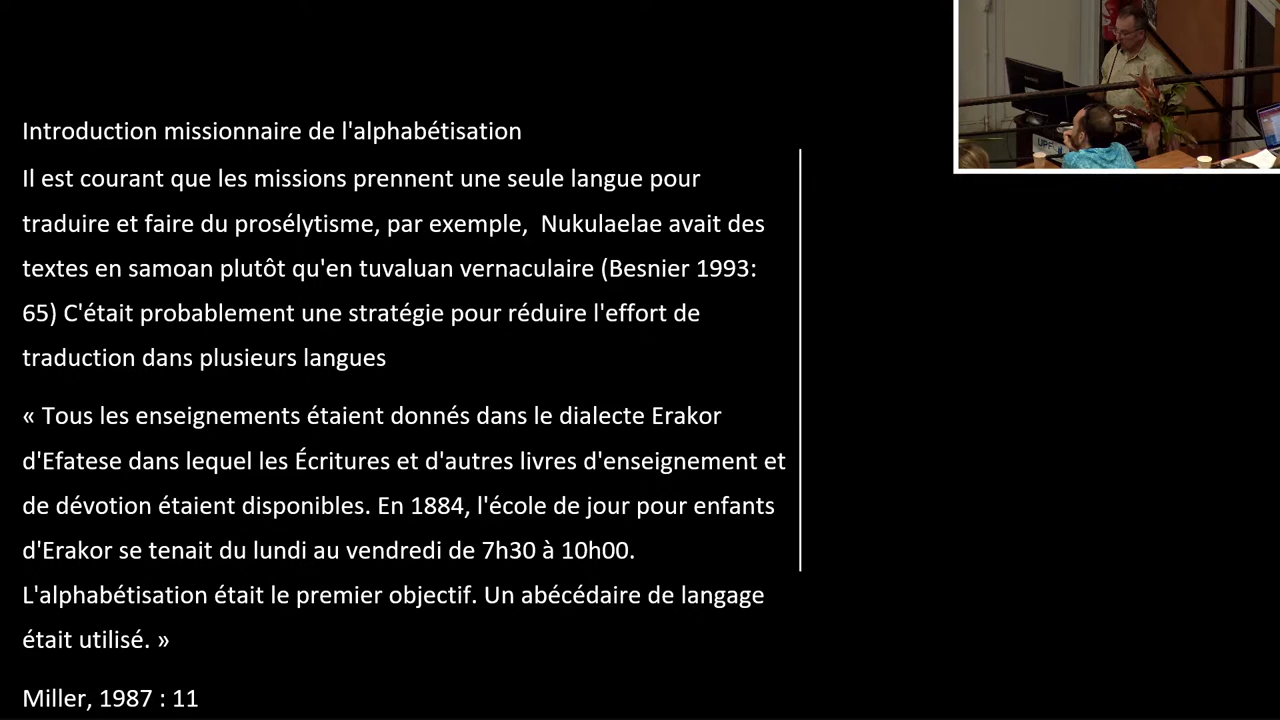 Introduction missionnaire de l'alphabétisation
Il est courant que les missions prennent une seule langue pour
traduire et faire du prosélytisme, par exemple,  Nukulaelae avait des
textes en samoan plutôt qu'en tuvaluan vernaculaire (Besnier 1993:
65) C'était probablement une stratégie pour réduire l'effort de
traduction dans plusieurs langues
« Tous les enseignements étaient donnés dans le dialecte Erakor
d'Efatese dans lequel les Écritures et d'autres livres d'enseignement et
de dévotion étaient disponibles. En 1884, l'école de jour pour enfants
d'Erakor se tenait du lundi au vendredi de 7h30 à 10h00.
L'alphabétisation était le premier objectif. Un abécédaire de langage
était utilisé. »
Miller, 1987 : 11